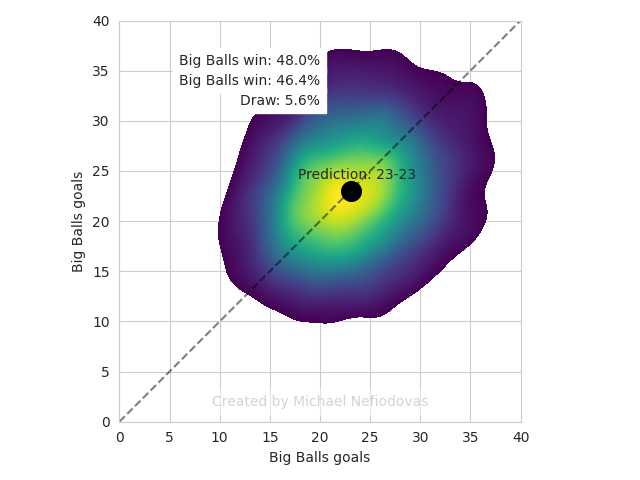 40
35
30
25
20
15
10
5
0
Big Balls goals
Big Balls win: 48.0%
Big Balls win: 46.4%
Draw: 5.6%
Prediction: 23-23
Created by Michael Nefiodovas
0 5 10 15 20 25 30 35 40
Big Balls goals